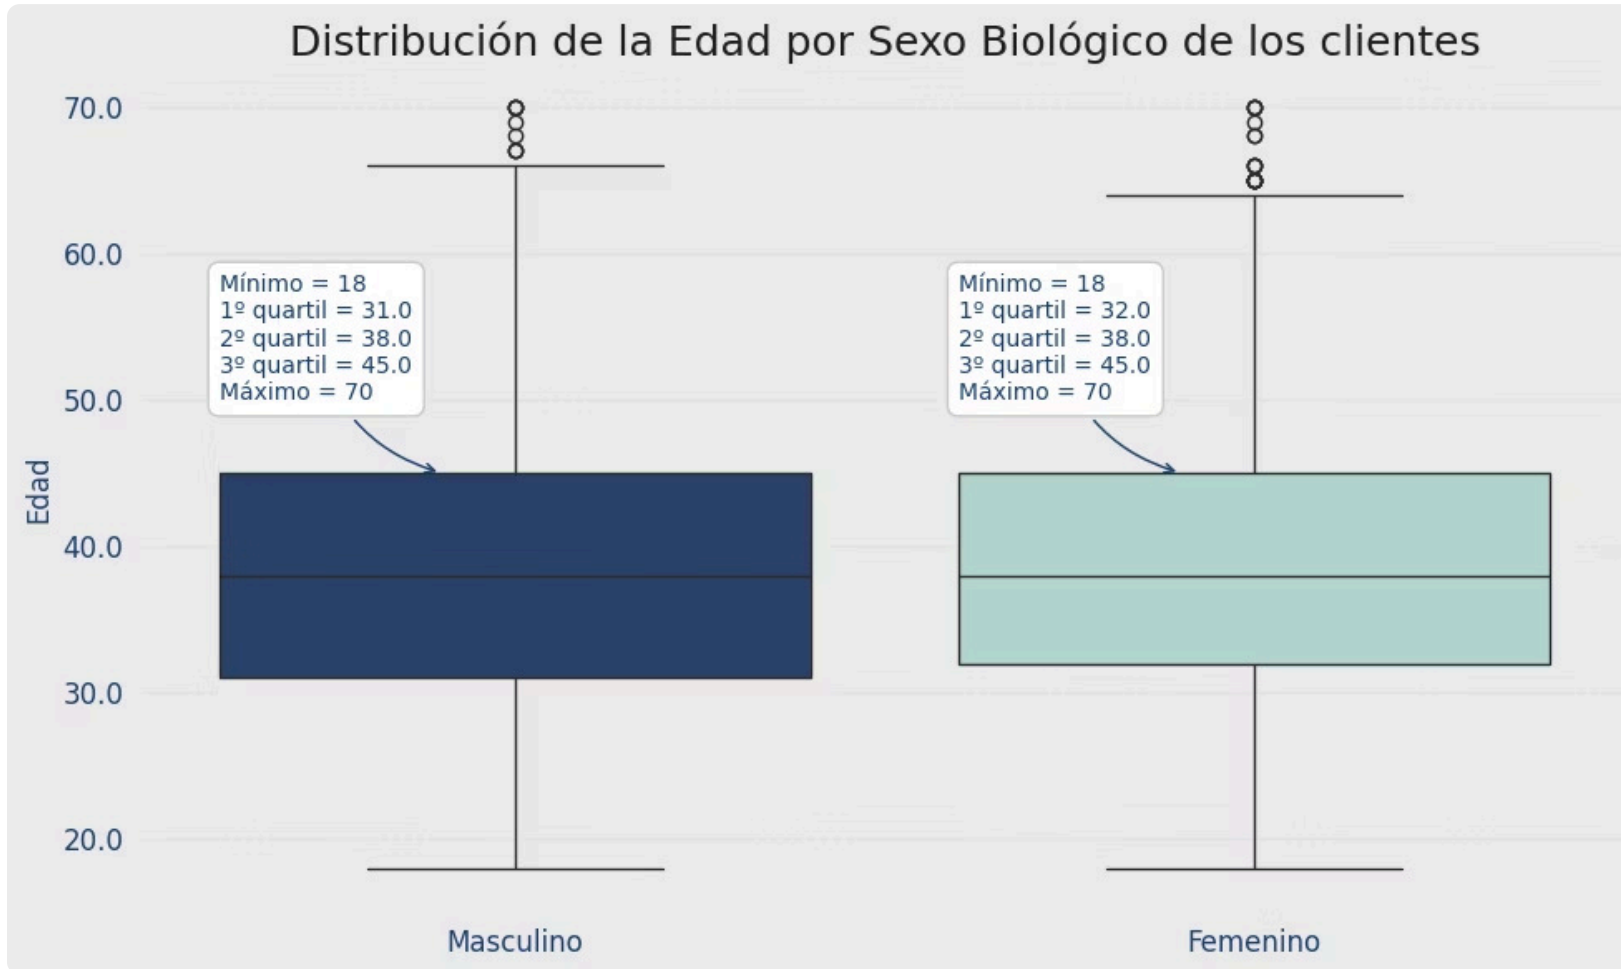 Distribución de la Edad por Sexo Biológico de los clientes
70.0
60.0
50.0
40.0
30.0
20.0
Edad
Mínimo = 18
1º quartil = 31.0
2º quartil = 38.0
3º quartil = 45.0
Máximo = 70
Mínimo = 18
1º quartil = 32.0
2º quartil = 38.0
3º quartil = 45.0
Máximo = 70
Masculino
Femenino